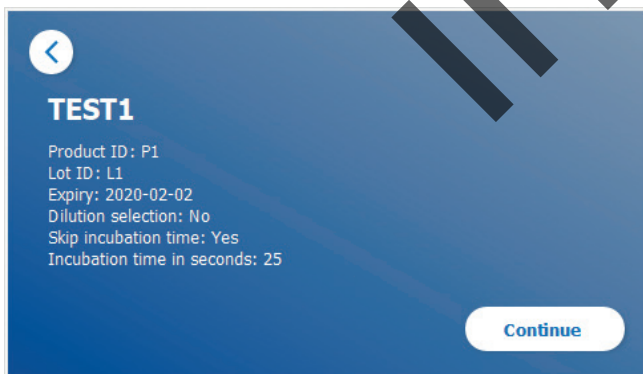 TEST1
Product ID: P1
Lot ID: L1
Expiry: 2020-02-02
Dilution selection: No
Skip incubation time: Yes
Incubation time in seconds: 25
Continue